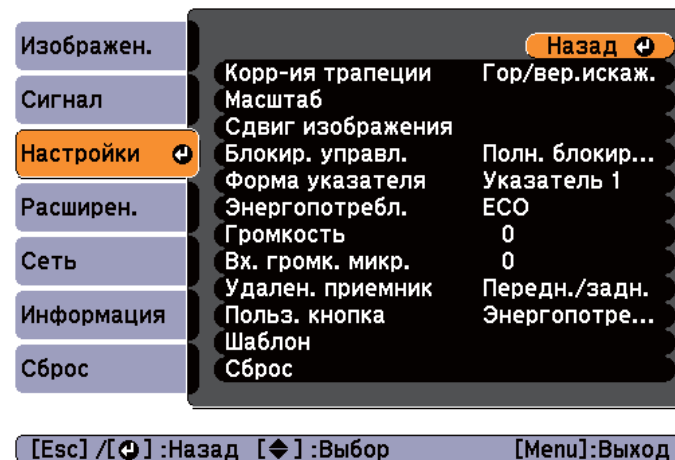 Изображен.
Сигнал
Настройки
Расширен.
Сеть
Информация
Сброс
Назад
Корр-ия трапеции Гор/вер.искаж.
Масштаб
Сдвиг изображения
Блокир. управл. Полн. блокир...
Форма указателя Указатель 1
Энергопотребл. ECO
Громкость 0
Вх. громк. микр. 0
Удален. приемник Передн./задн.
Польз. кнопка Энергопотре...
Шаблон
Сброс
[Esc] /[⏎] :Назад [◆] :Выбор [Menu]:Выход